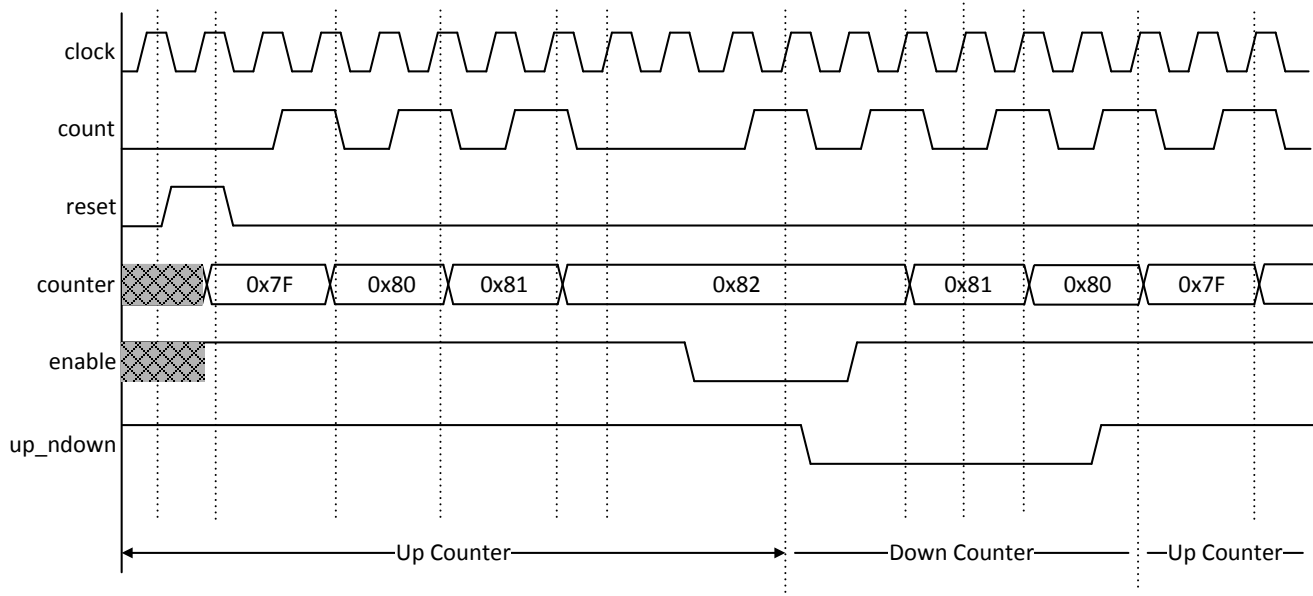 clock
count
reset
counter 0x7F 0x80 0x81 0x82 0x81 0x80 0x7F
enable
up_ndown
Up Counter Down Counter Up Counter